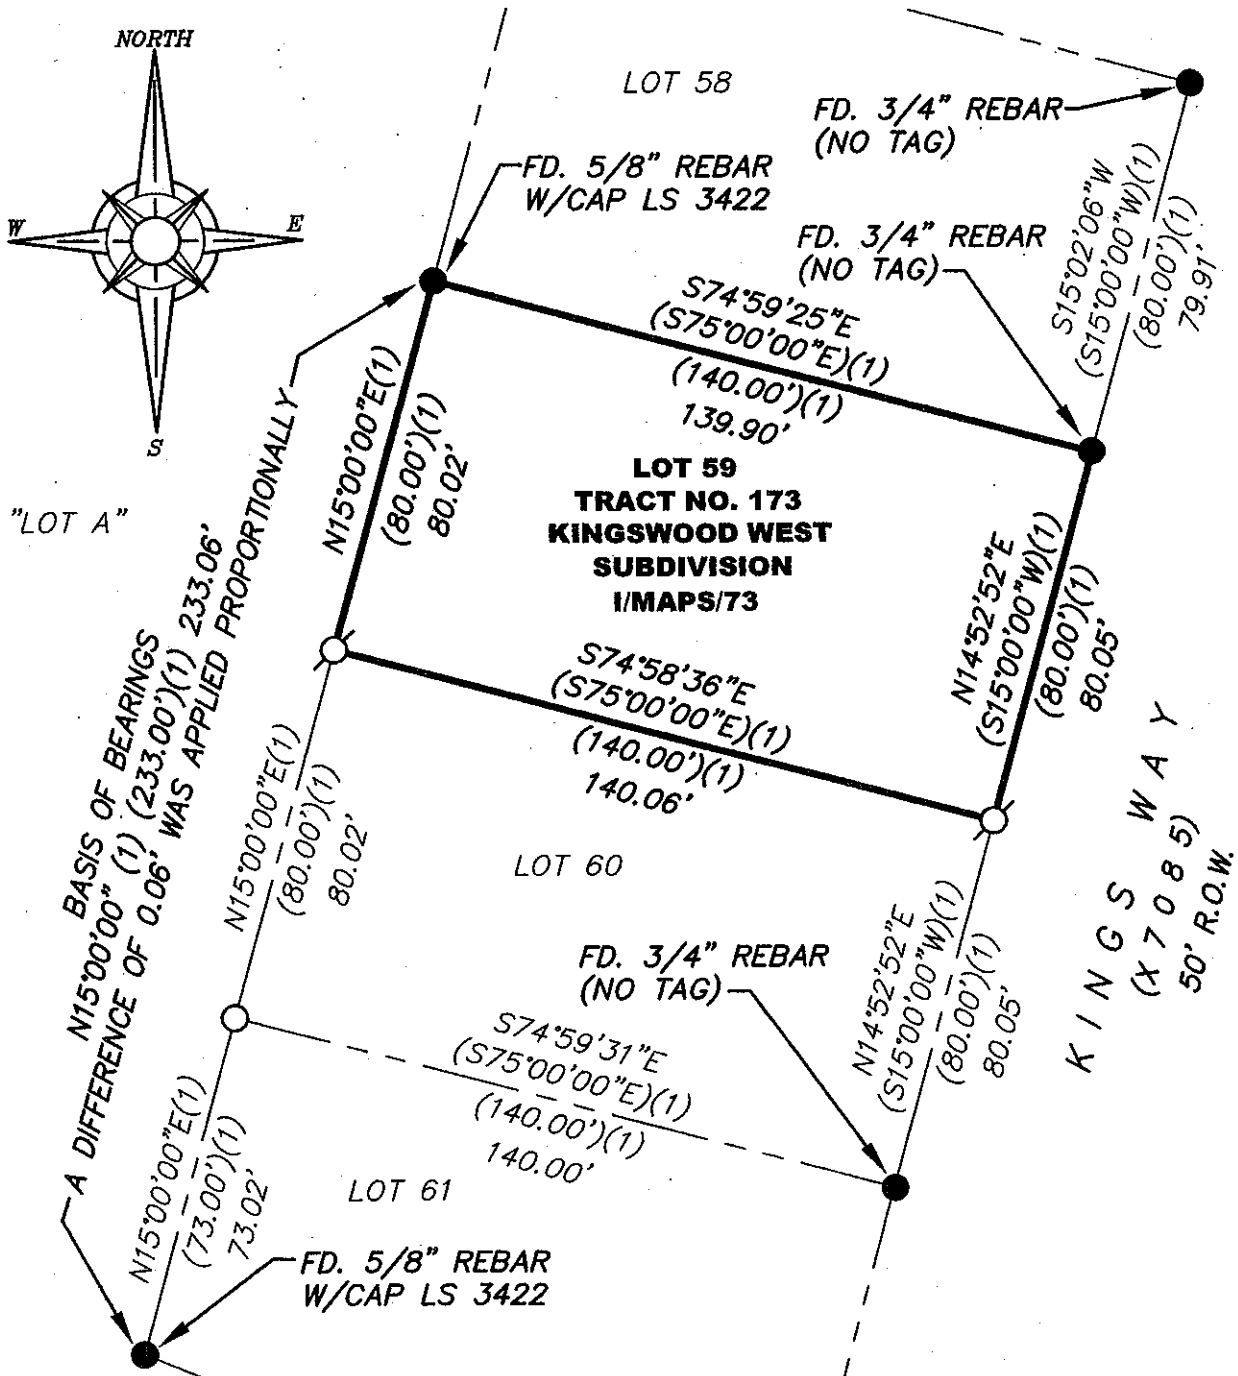 NORTH
W
E
S
LOT 58
FD. 3/4" REBAR
(NO TAG)
FD. 5/8" REBAR
W/CAP LS 3422
FD. 3/4" REBAR
(NO TAG)
S15°02'06"W
(S15°00'00"W)(1)
(80.00')(1)
79.91'
S74°59'25"E
(S75°00'00"E)(1)
(140.00')(1)
139.90'
N15°00'00"E(1)
(80.00')(1)
80.02'
LOT 59
TRACT NO. 173
KINGSWOOD WEST
SUBDIVISION
I/MAPS/73
"LOT A"
N14°52'52"E
(S15°00'00"W)(1)
(80.00')(1)
80.05'
S74°58'36"E
(S75°00'00"E)(1)
(140.00')(1)
140.06'
BASIS OF BEARINGS
N15°00'00" (1) (233.00')(1) 233.06'
A DIFFERENCE OF 0.06' WAS APPLIED PROPORTIONALLY
N15°00'00"E(1)
(80.00')(1)
80.02'
LOT 60
KINGS WAY
(X7085)
50' R.O.W.
N14°52'52"E
(S15°00'00"W)(1)
(80.00')(1)
80.05'
FD. 3/4" REBAR
(NO TAG)
S74°59'31"E
(S75°00'00"E)(1)
(140.00')(1)
140.00'
N15°00'00"E(1)
(73.00')(1)
73.02'
LOT 61
FD. 5/8" REBAR
W/CAP LS 3422